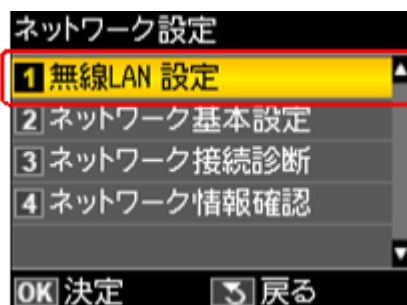 ネットワーク設定
1 無線LAN 設定
2 ネットワーク基本設定
3 ネットワーク接続診断
4 ネットワーク情報確認
OK 決定 戻る